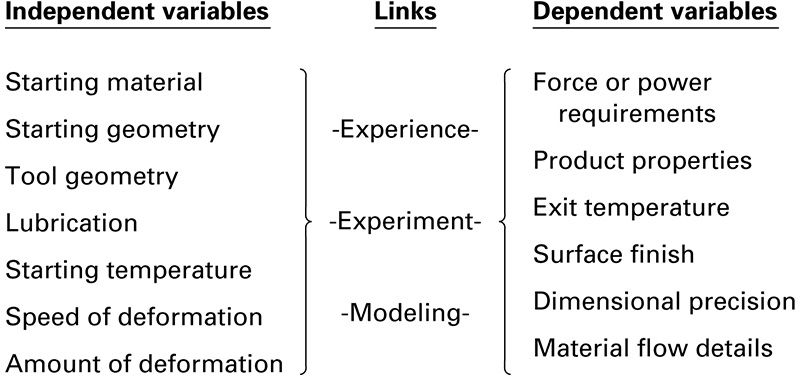 Independent variables
Starting material
Starting geometry
Tool geometry
Lubrication
Starting temperature
Speed of deformation
Amount of deformation
Links
-Experience-
-Experiment-
-Modeling-
Dependent variables
Force or power
requirements
Product properties
Exit temperature
Surface finish
Dimensional precision
Material flow details